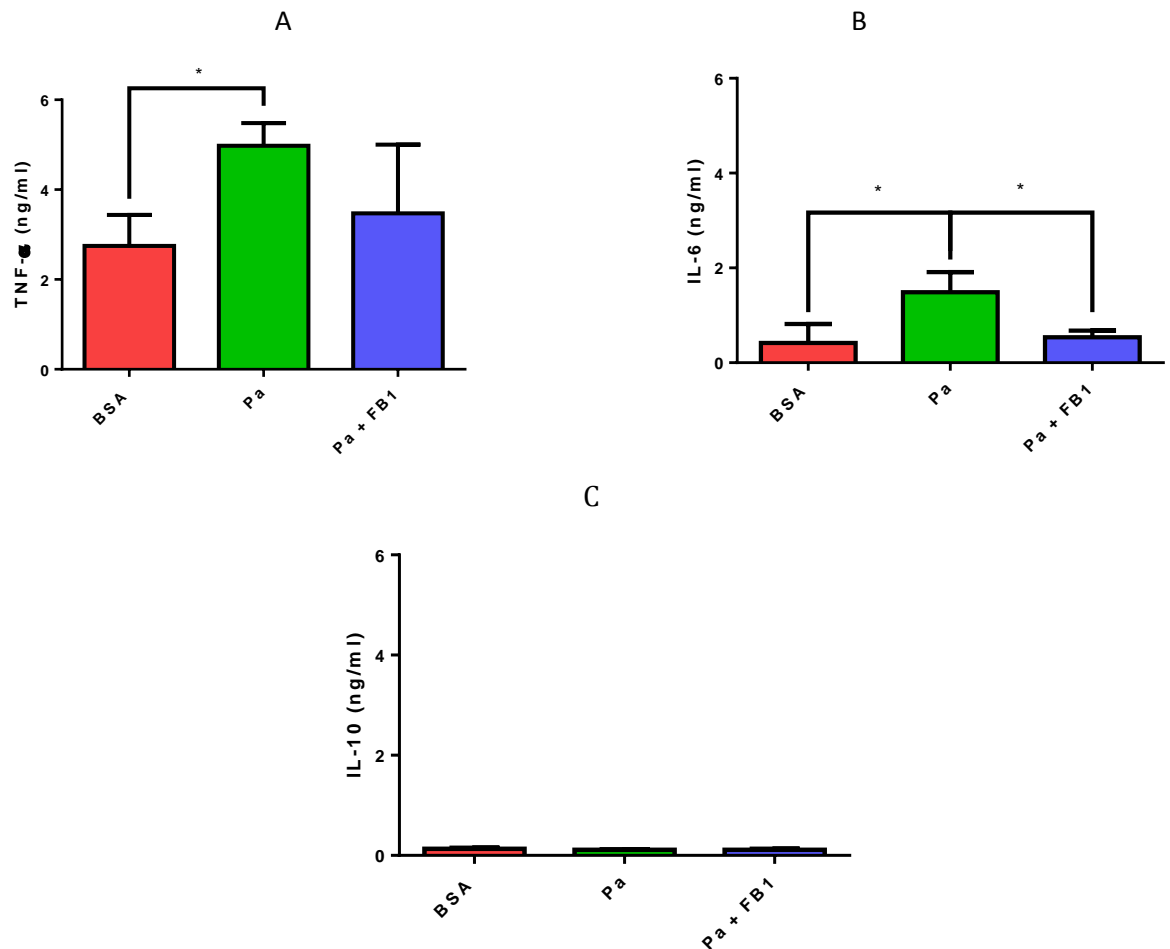 A
B
*
6
4
2
0
TNF-α (ng/ml)
BSA
Pa
Pa + FB1
6
4
2
0
IL-6 (ng/ml)
*
*
BSA
Pa
Pa + FB1
C
6
4
2
0
IL-10 (ng/ml)
BSA
Pa
Pa + FB1